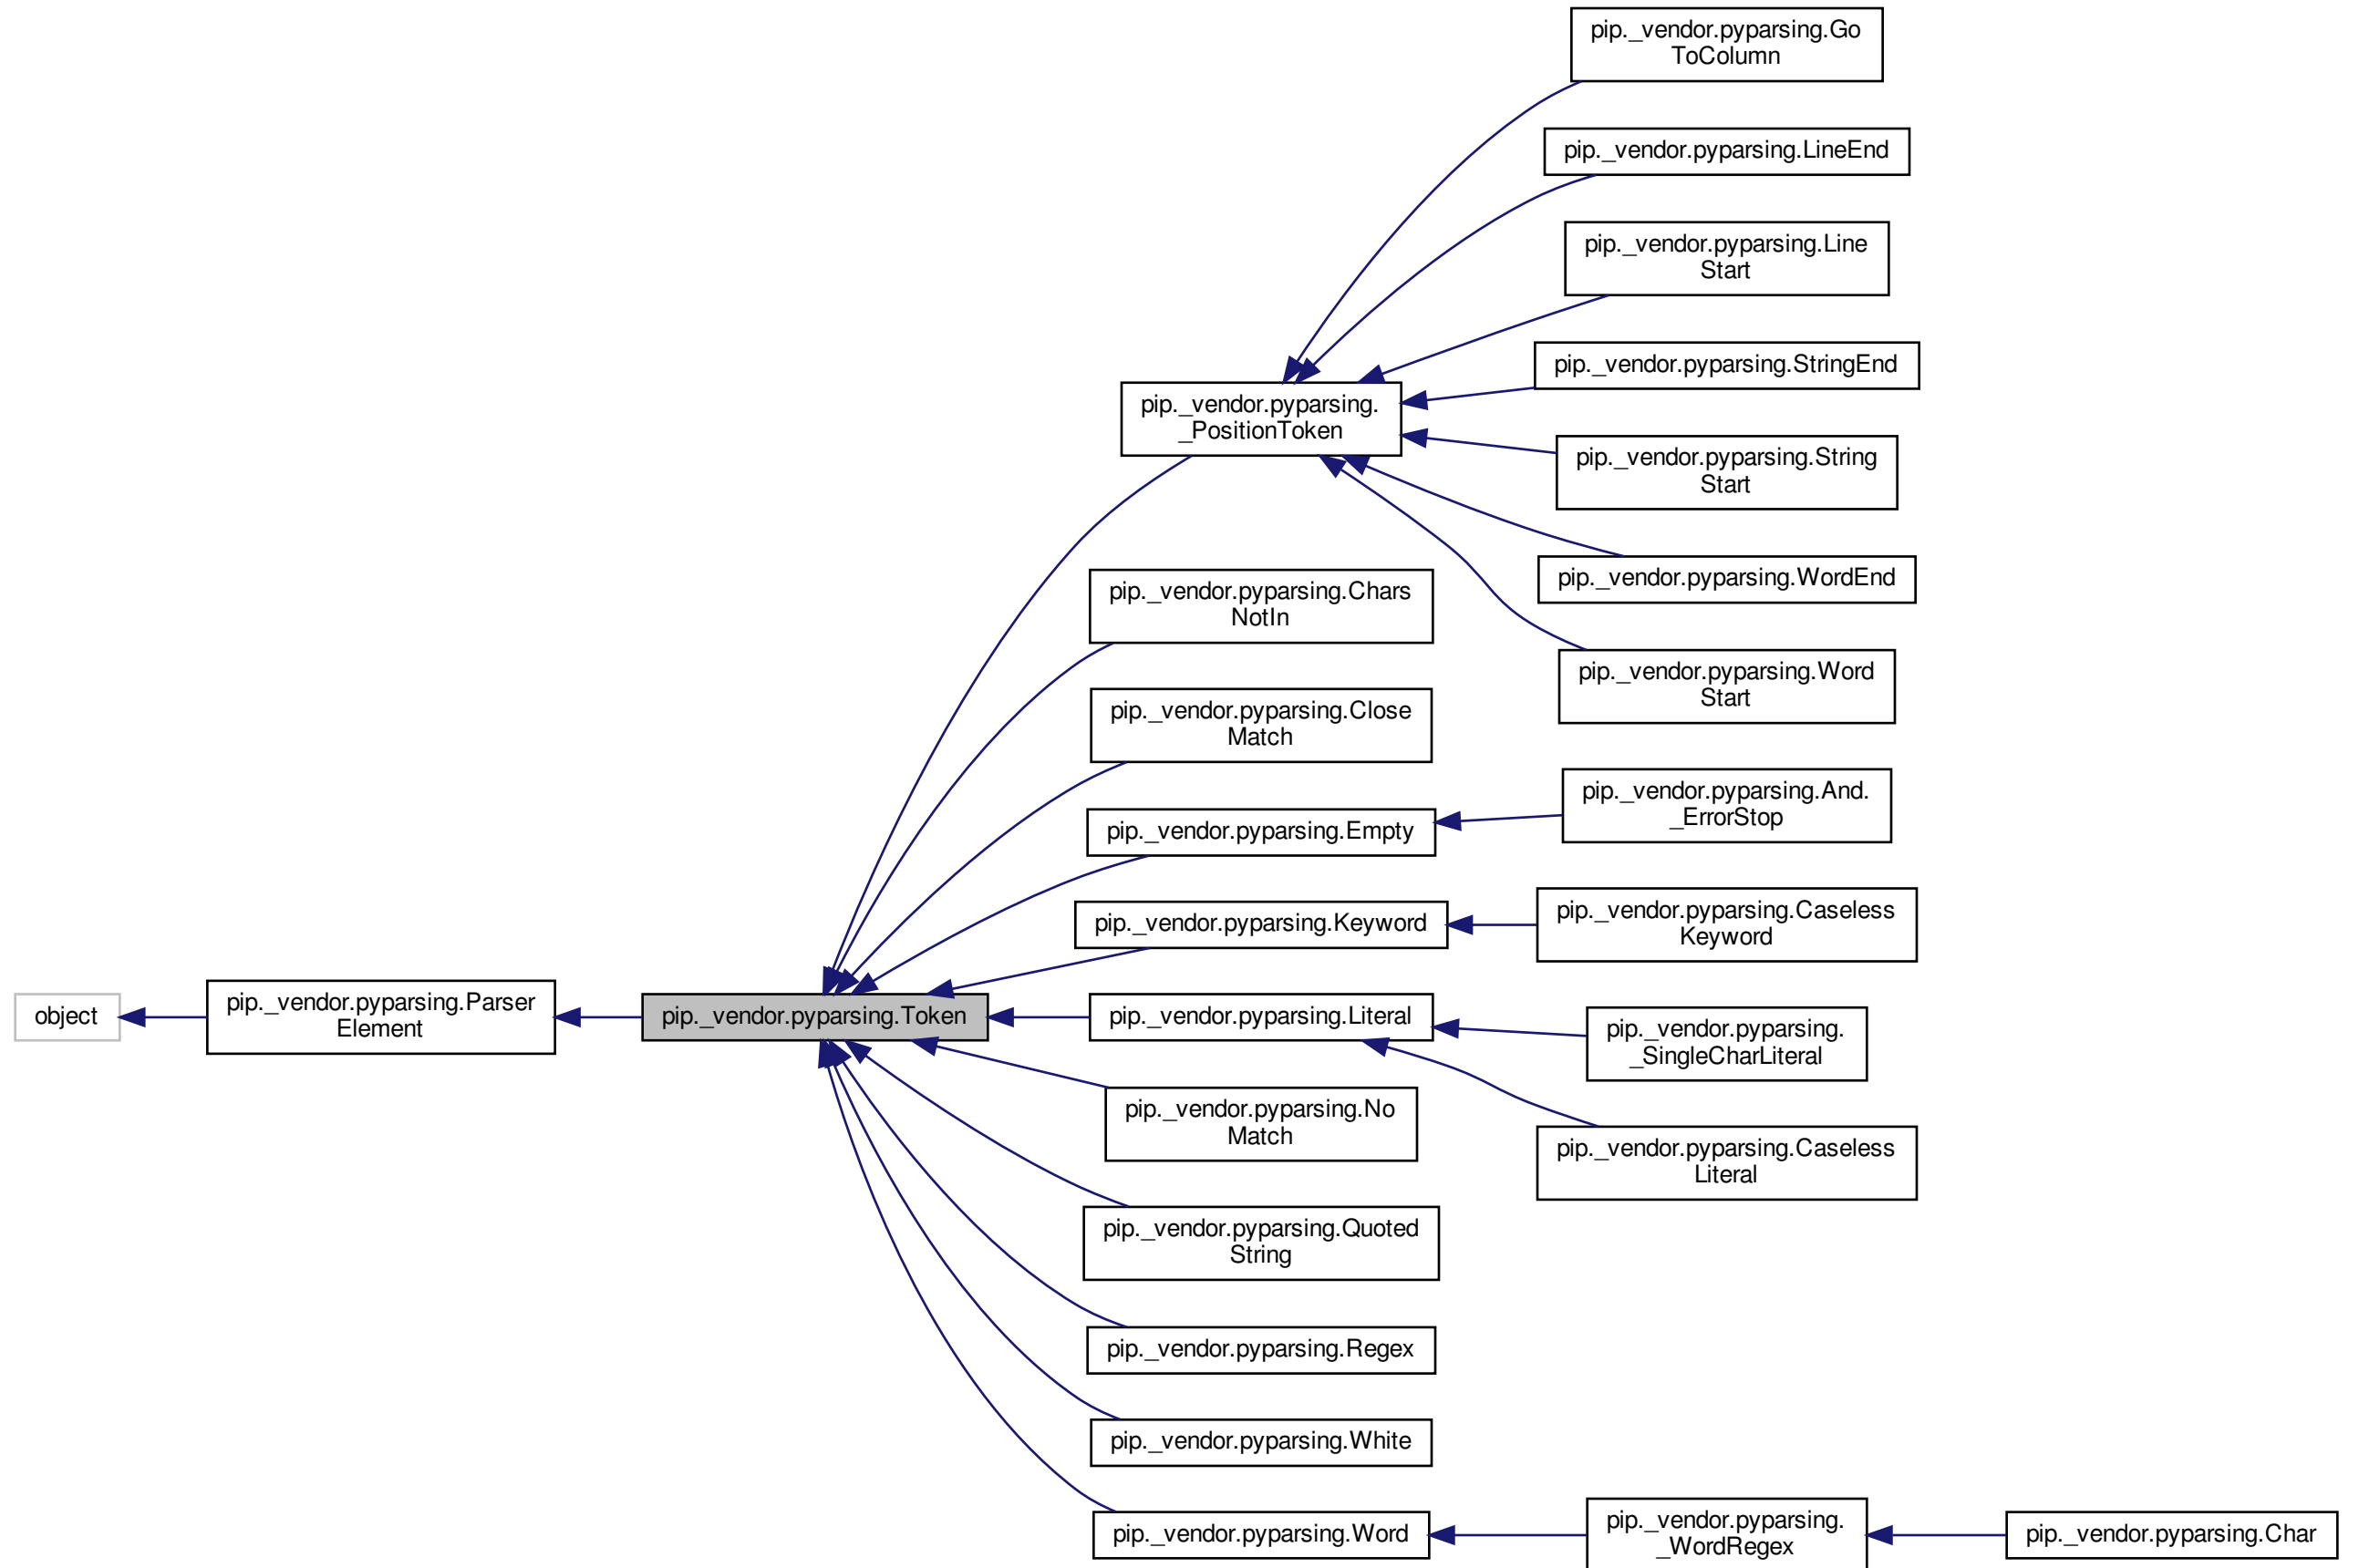 pip._vendor.pyparsing.Go
ToColumn
pip._vendor.pyparsing.LineEnd
pip._vendor.pyparsing.Line
Start
pip._vendor.pyparsing.StringEnd
pip._vendor.pyparsing.
_PositionToken
pip._vendor.pyparsing.String
Start
pip._vendor.pyparsing.WordEnd
pip._vendor.pyparsing.Chars
NotIn
pip._vendor.pyparsing.Word
Start
pip._vendor.pyparsing.Close
Match
pip._vendor.pyparsing.And.
_ErrorStop
pip._vendor.pyparsing.Empty
pip._vendor.pyparsing.Caseless
Keyword
pip._vendor.pyparsing.Keyword
object
pip._vendor.pyparsing.Parser
Element
pip._vendor.pyparsing.Token
pip._vendor.pyparsing.Literal
pip._vendor.pyparsing.
_SingleCharLiteral
pip._vendor.pyparsing.No
Match
pip._vendor.pyparsing.Caseless
Literal
pip._vendor.pyparsing.Quoted
String
pip._vendor.pyparsing.Regex
pip._vendor.pyparsing.White
pip._vendor.pyparsing.Word
pip._vendor.pyparsing.
_WordRegex
pip._vendor.pyparsing.Char